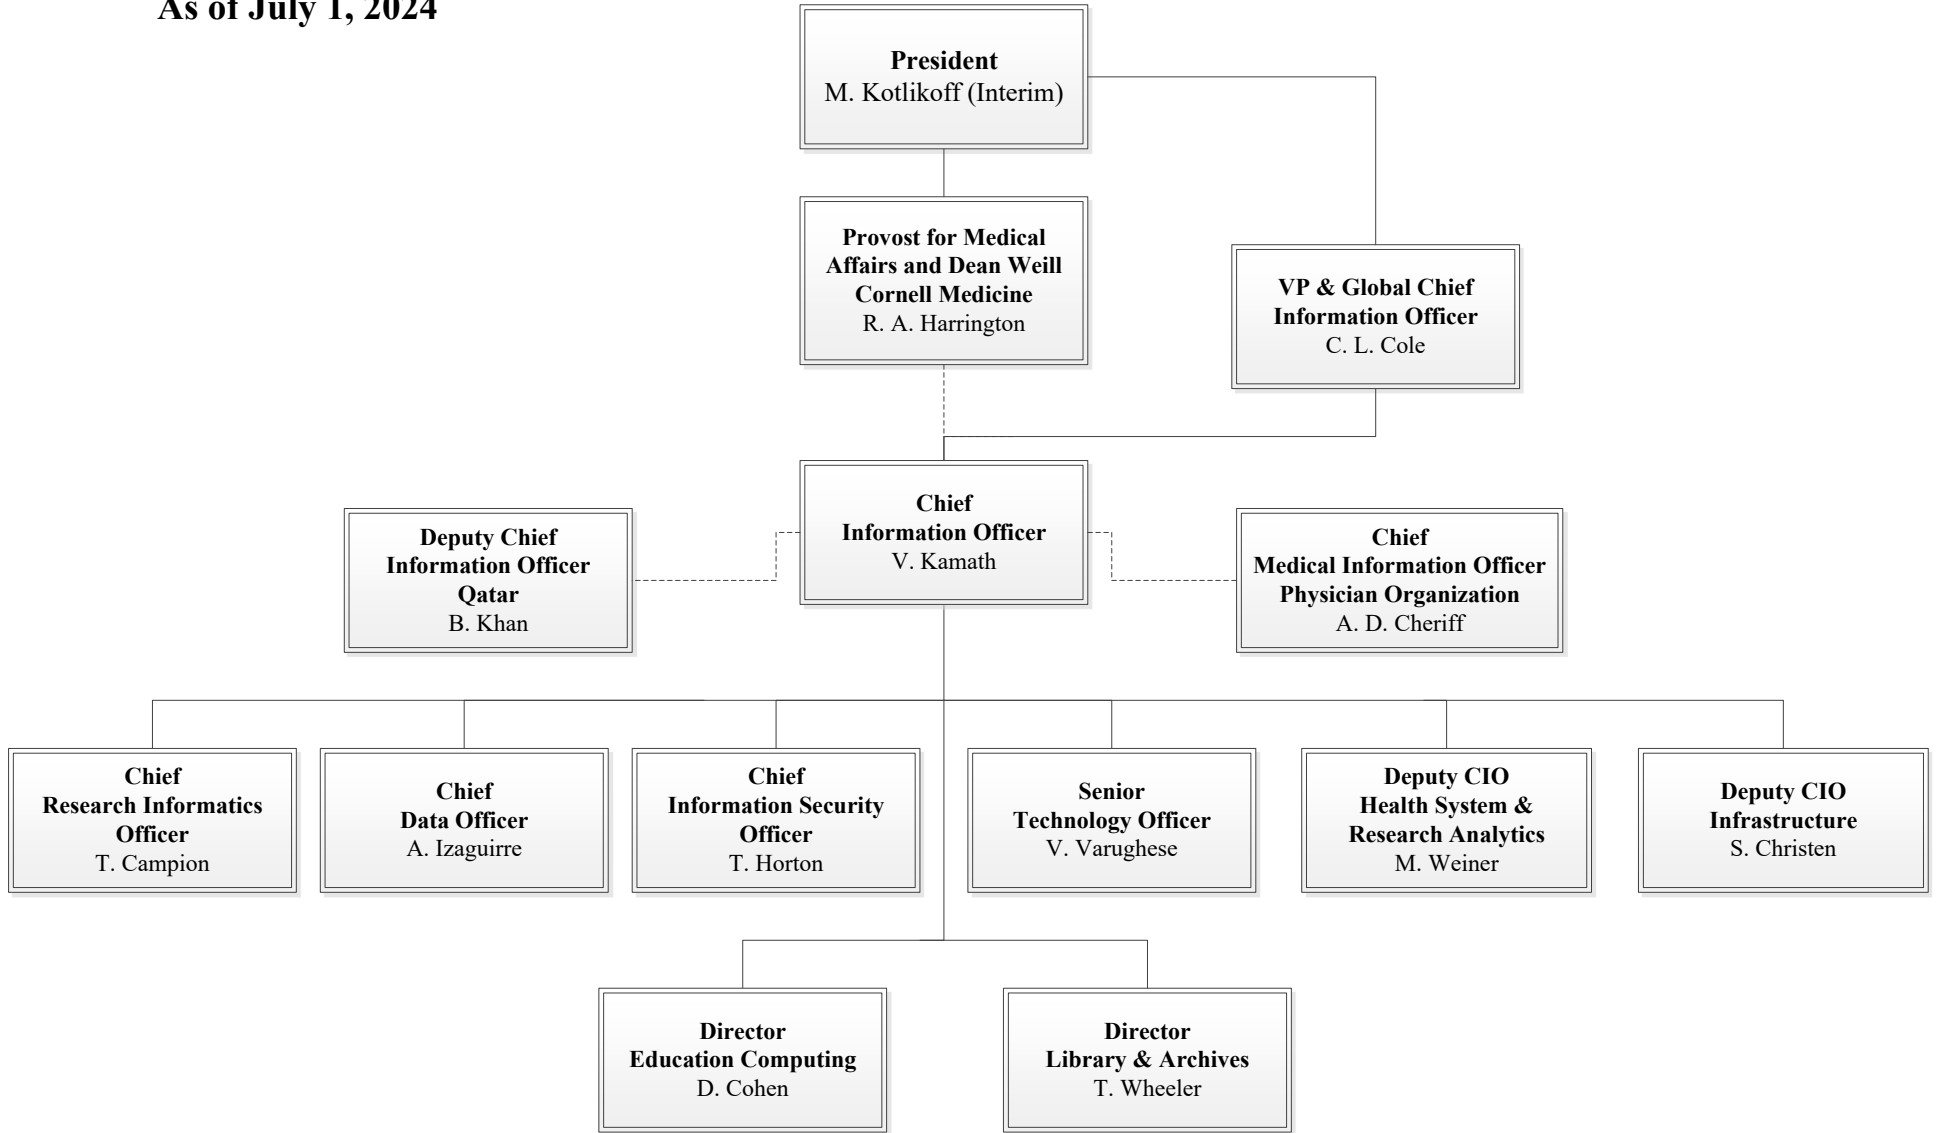 As of July 1, 2024
President
M. Kotlikoff (Interim)
Provost for Medical
Affairs and Dean Weill
Cornell Medicine
R. A. Harrington
VP & Global Chief
Information Officer
C. L. Cole
Chief
Information Officer
V. Kamath
Deputy Chief
Information Officer
Qatar
B. Khan
Chief
Medical Information Officer
Physician Organization
A. D. Cheriff
Chief
Research Informatics
Officer
T. Campion
Chief
Data Officer
A. Izaguirre
Chief
Information Security
Officer
T. Horton
Senior
Technology Officer
V. Varughese
Deputy CIO
Health System &
Research Analytics
M. Weiner
Deputy CIO
Infrastructure
S. Christen
Director
Education Computing
D. Cohen
Director
Library & Archives
T. Wheeler